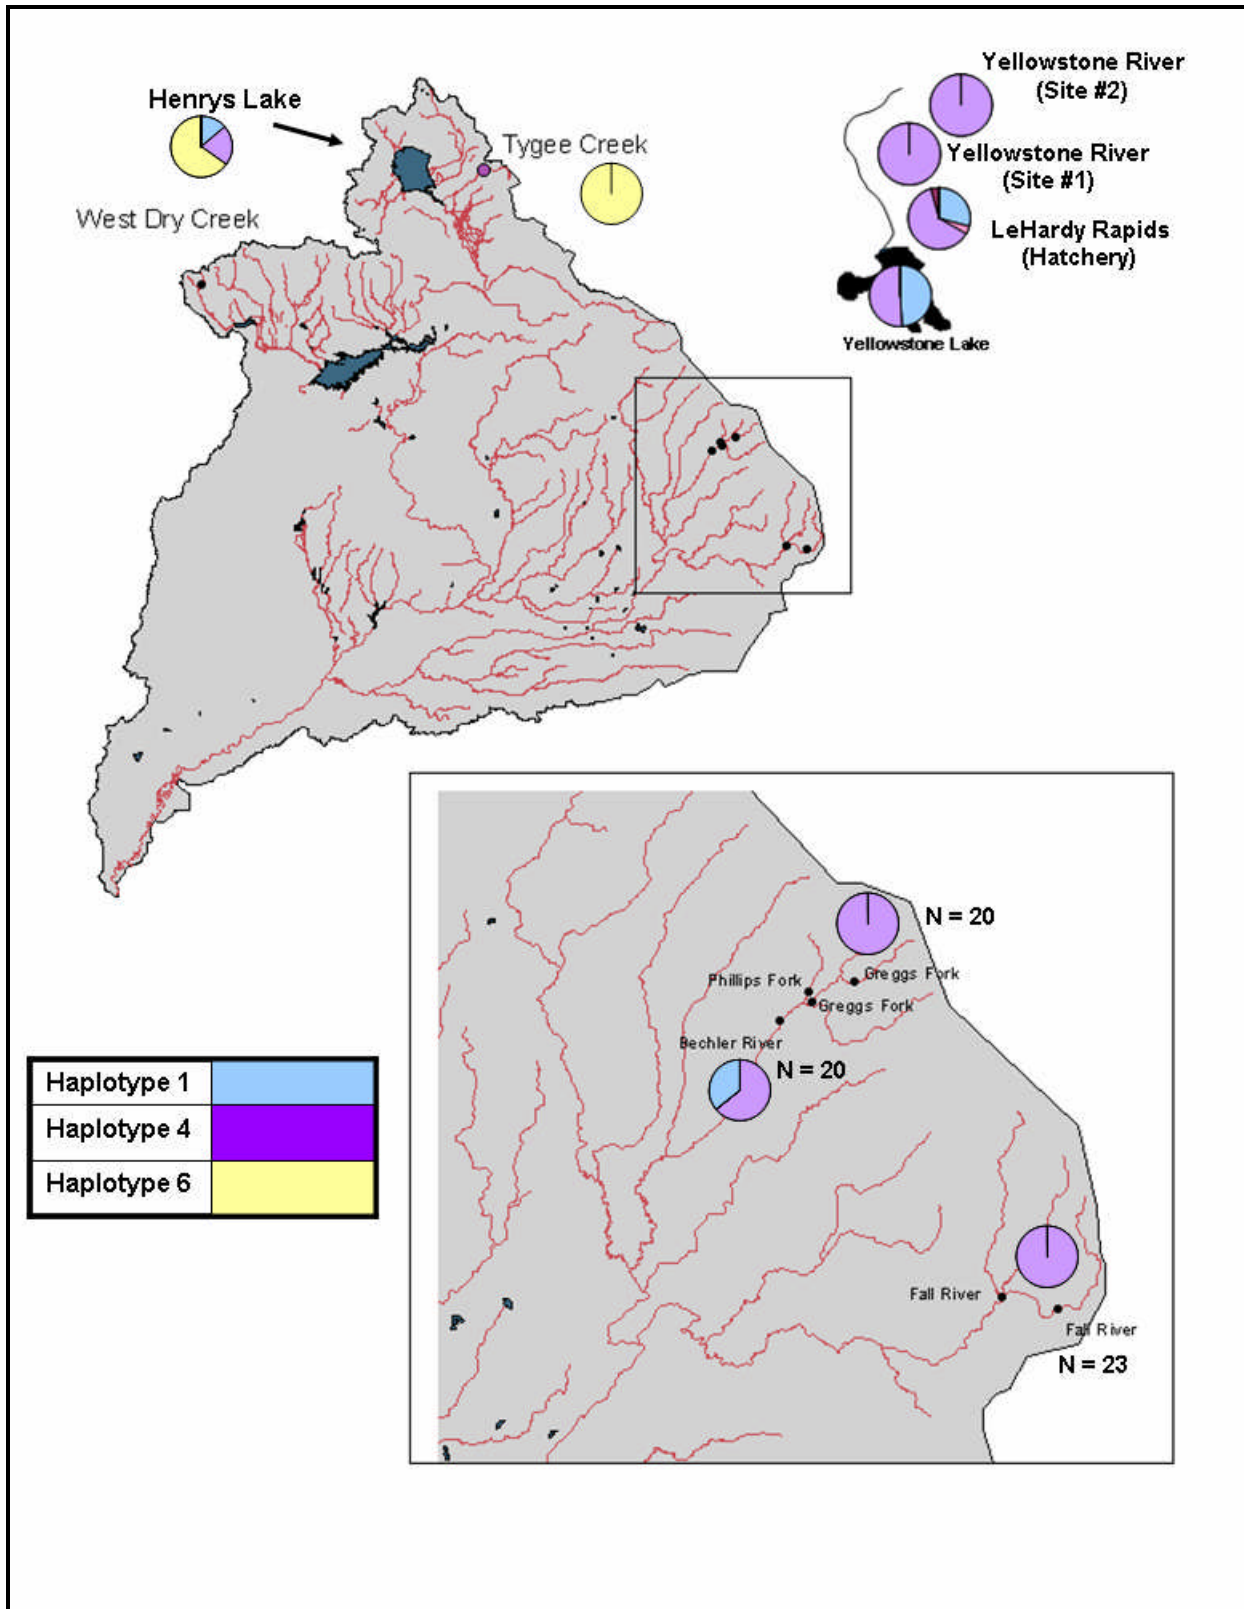 Yellowstone River
(Site #2)
Henrys Lake
Tygee Creek
Yellowstone River
(Site #1)
West Dry Creek
LeHardy Rapids
(Hatchery)
Yellowstone Lake
N = 20
Phillips Fork
Greggs Fork
Greggs Fork
Bechler River
N = 20
Haplotype 1
Haplotype 4
Haplotype 6
Fall River
Fall River
N = 23